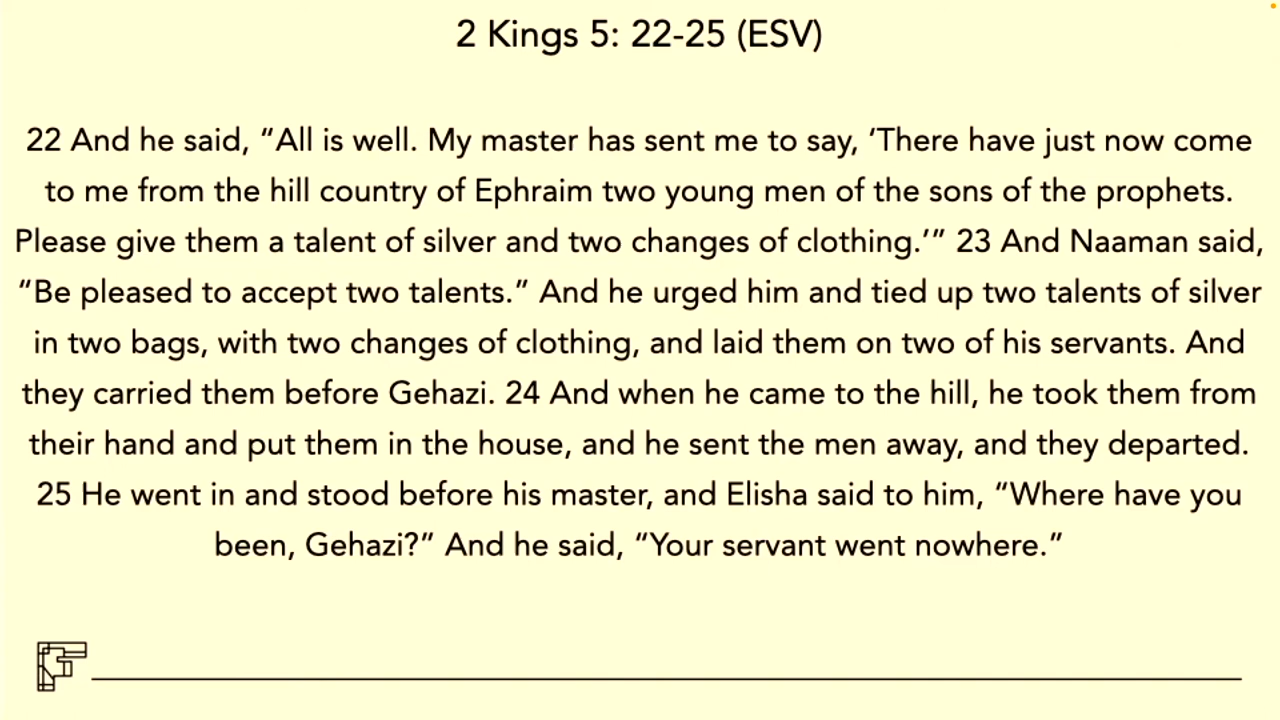 2 Kings 5: 22-25 (ESV)
22 And he said, “All is well. My master has sent me to say, ‘There have just now come
to me from the hill country of Ephraim two young men of the sons of the prophets.
Please give them a talent of silver and two changes of clothing.’” 23 And Naaman said,
“Be pleased to accept two talents.” And he urged him and tied up two talents of silver
in two bags, with two changes of clothing, and laid them on two of his servants. And
they carried them before Gehazi. 24 And when he came to the hill, he took them from
their hand and put them in the house, and he sent the men away, and they departed.
25 He went in and stood before his master, and Elisha said to him, “Where have you
been, Gehazi?” And he said, “Your servant went nowhere.”